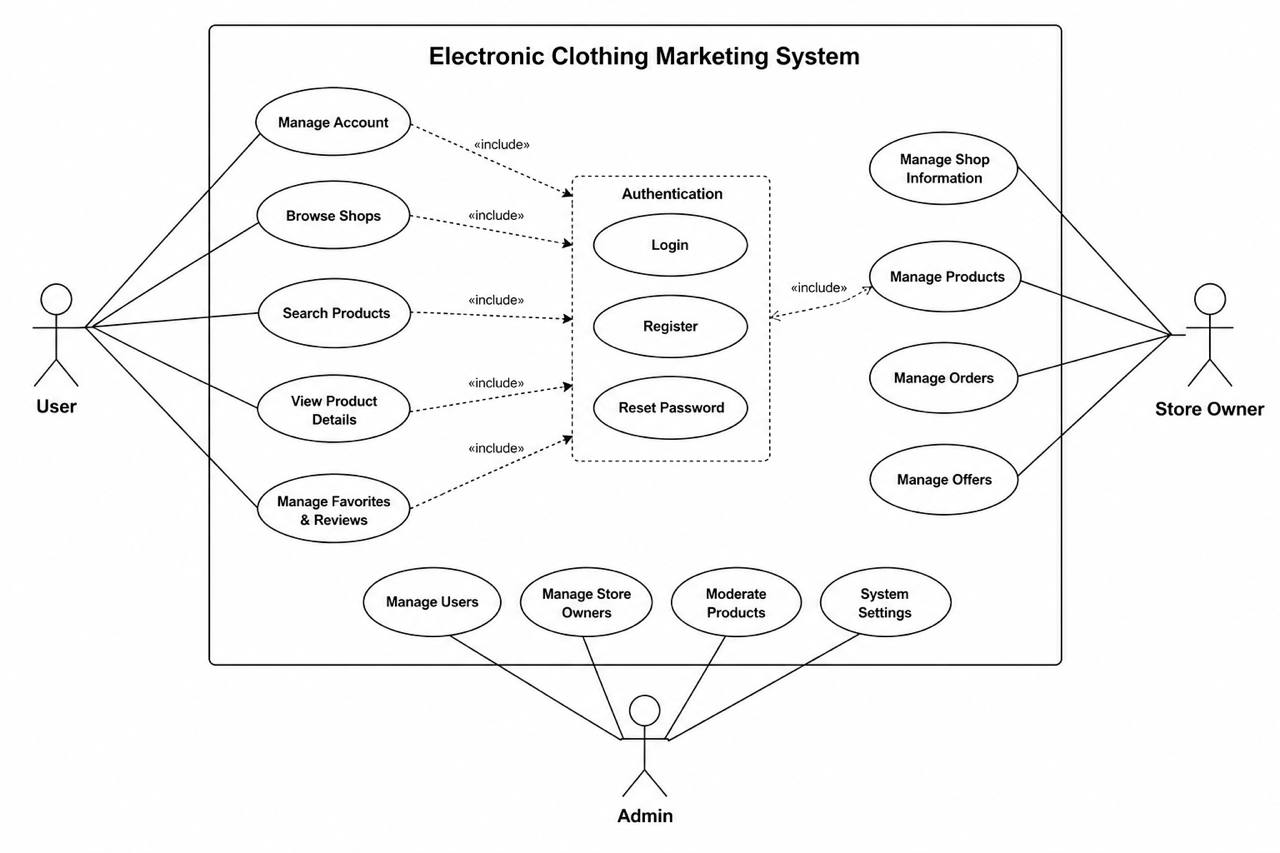 Electronic Clothing Marketing System
Manage Account
«include»
Browse Shops
«include»
Search Products
«include»
View Product
Details
«include»
Manage Favorites
& Reviews
«include»
Authentication
Login
Register
Reset Password
«include»
Manage Shop
Information
Manage Products
Manage Orders
Manage Offers
User
Store Owner
Manage Users
Manage Store
Owners
Moderate
Products
System
Settings
Admin